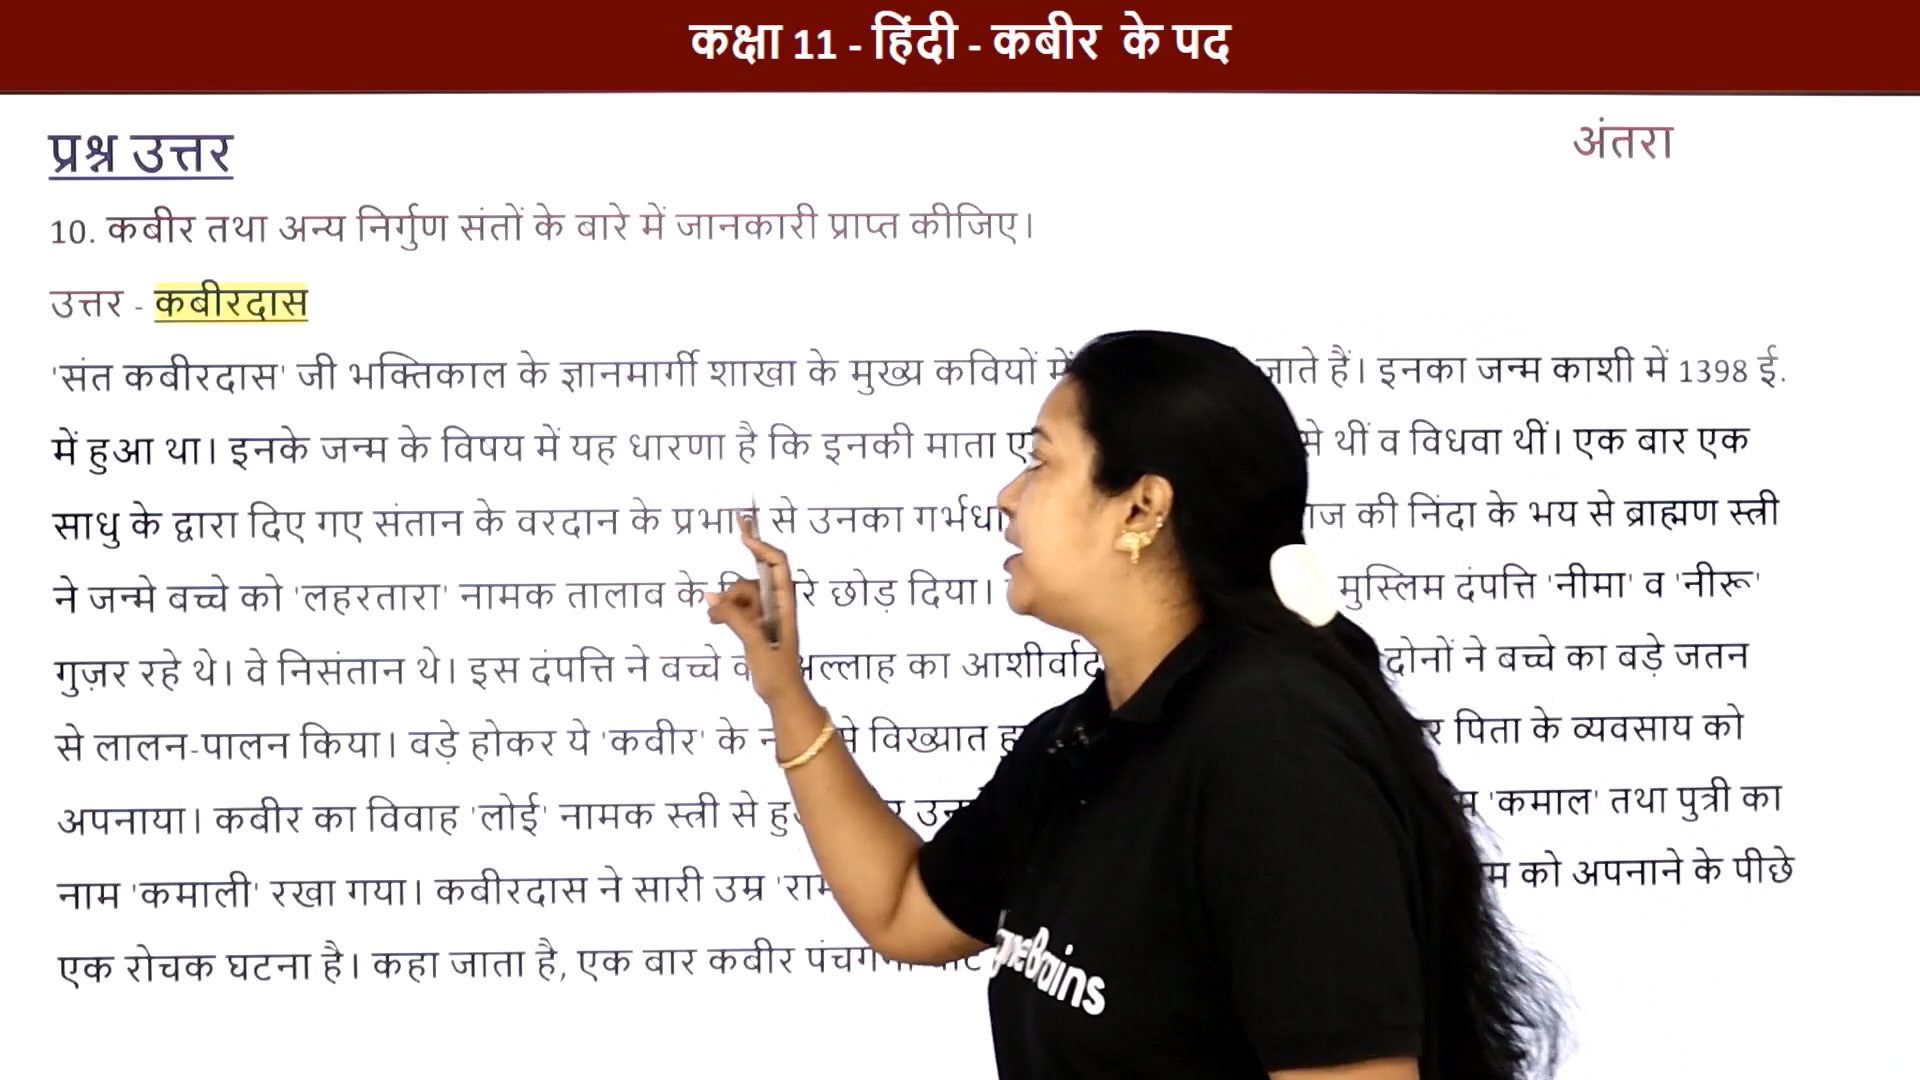 कक्षा 11 - हिंदी - कबीर के पद
प्रश्न उत्तर
अंतरा
10. कबीर तथा अन्य निर्गुण संतों के बारे में जानकारी प्राप्त कीजिए।
उत्तर - कबीरदास
'संत कबीरदास' जी भक्तिकाल के ज्ञानमार्गी शाखा के मुख्य कवियों में जाते हैं। इनका जन्म काशी में 1398 ई.
में हुआ था। इनके जन्म के विषय में यह धारणा है कि इनकी माता थीं व विधवा थीं। एक बार एक
साधु के द्वारा दिए गए संतान के वरदान के प्रभाव से उनका की निंदा के भय से ब्राह्मण स्त्री
ने जन्मे बच्चे को 'लहरतारा' नामक तालाब के छोड़ दिया। मुस्लिम दंपत्ति 'नीमा' व 'नीरू'
गुज़र रहे थे। वे निसंतान थे। इस दंपत्ति ने बच्चे अल्लाह का आशीर्वाद दोनों ने बच्चे का बड़े जतन
से लालन-पालन किया। बड़े होकर ये 'कबीर' के से विख्यात पिता के व्यवसाय को
अपनाया। कबीर का विवाह 'लोई' नामक स्त्री से 'कमाल' तथा पुत्री का
नाम 'कमाली' रखा गया। कबीरदास ने सारी उम्र को अपनाने के पीछे
एक रोचक घटना है। कहा जाता है, एक बार कबीर